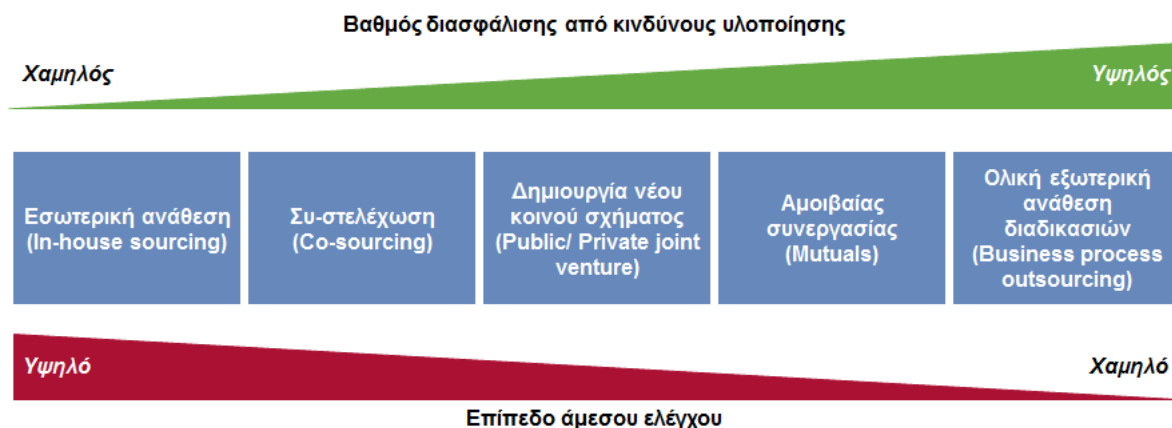 Βαθμός διασφάλισης από κινδύνους υλοποίησης
Χαμηλός
Υψηλός
Εσωτερική ανάθεση
(In-house sourcing)
Συ-στελέχωση
(Co-sourcing)
Δημιουργία νέου
κοινού σχήματος
(Public/ Private joint
venture)
Αμοιβαίας
συνεργασίας
(Mutuals)
Ολική εξωτερική
ανάθεση
διαδικασιών
(Business process
outsourcing)
Υψηλό
Χαμηλό
Επίπεδο άμεσου ελέγχου